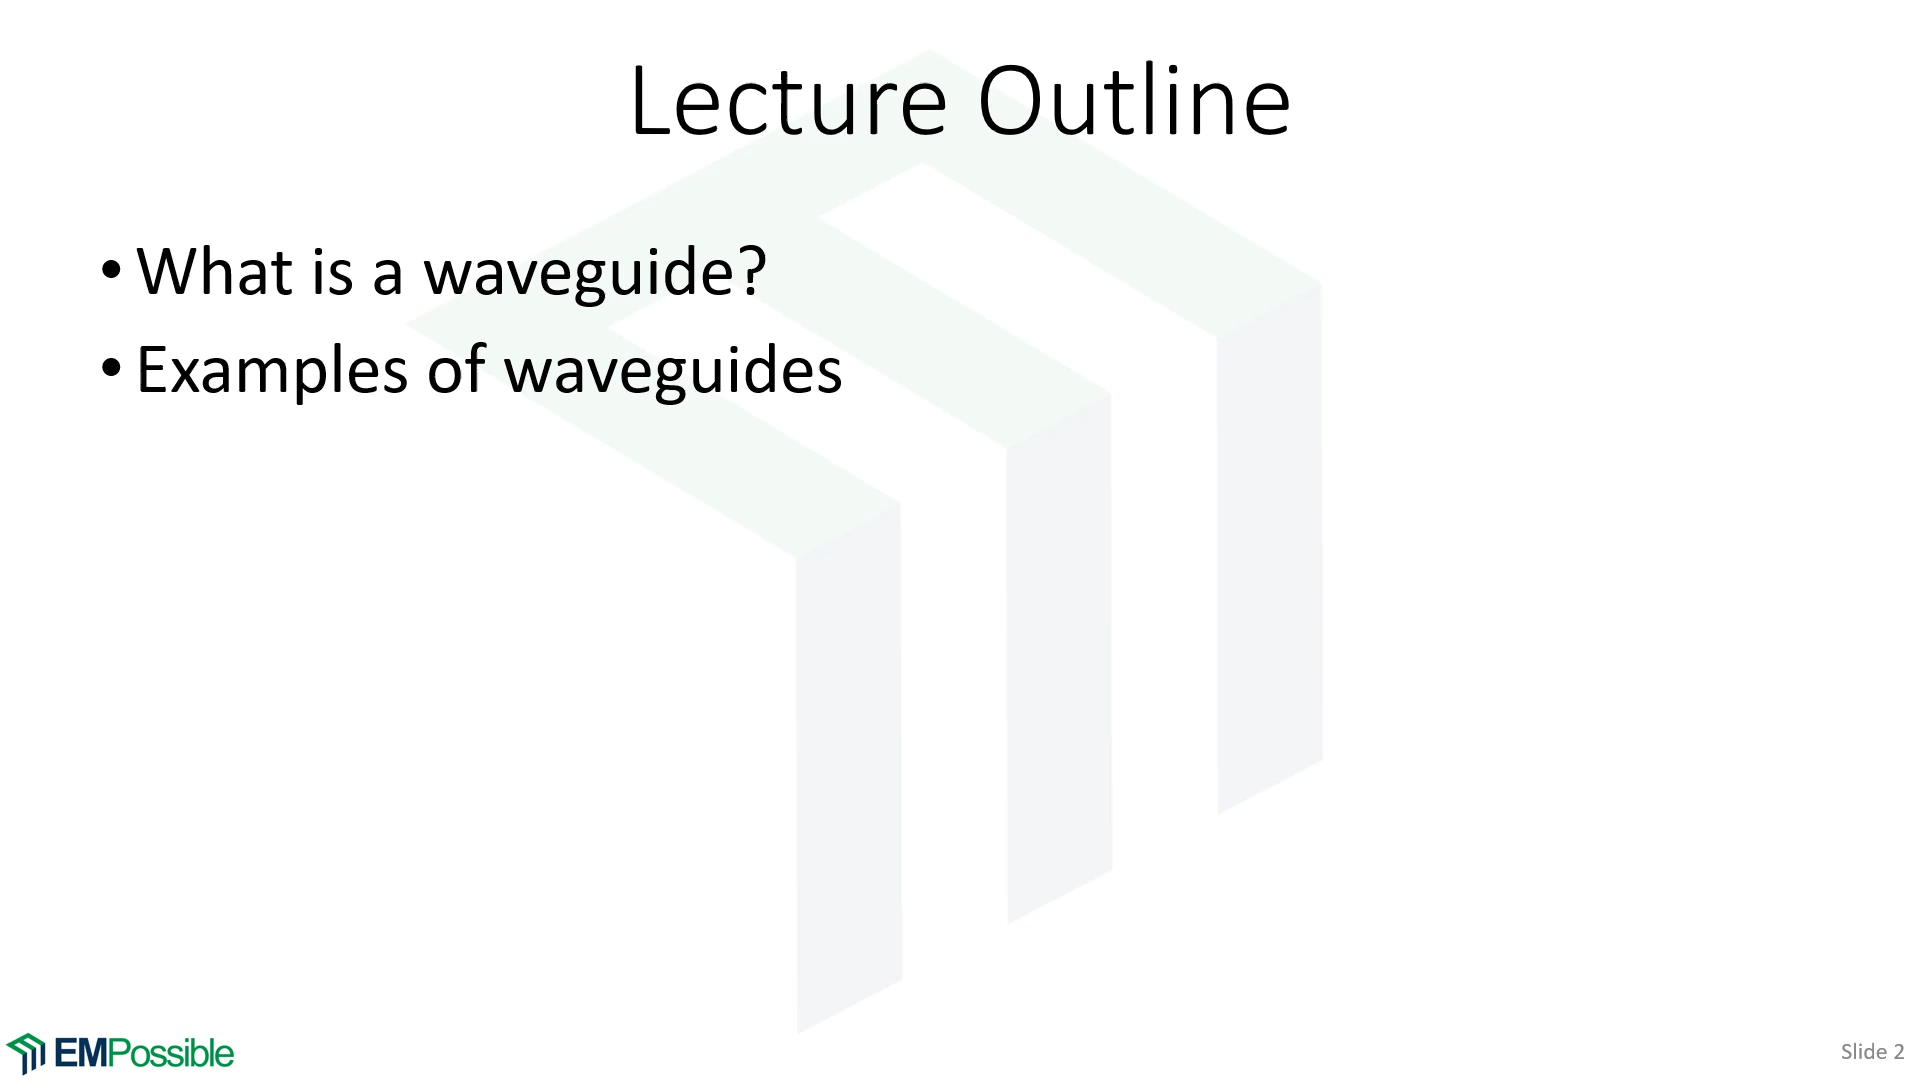 Lecture Outline
• What is a waveguide?
• Examples of waveguides
EMPossible
Slide 2